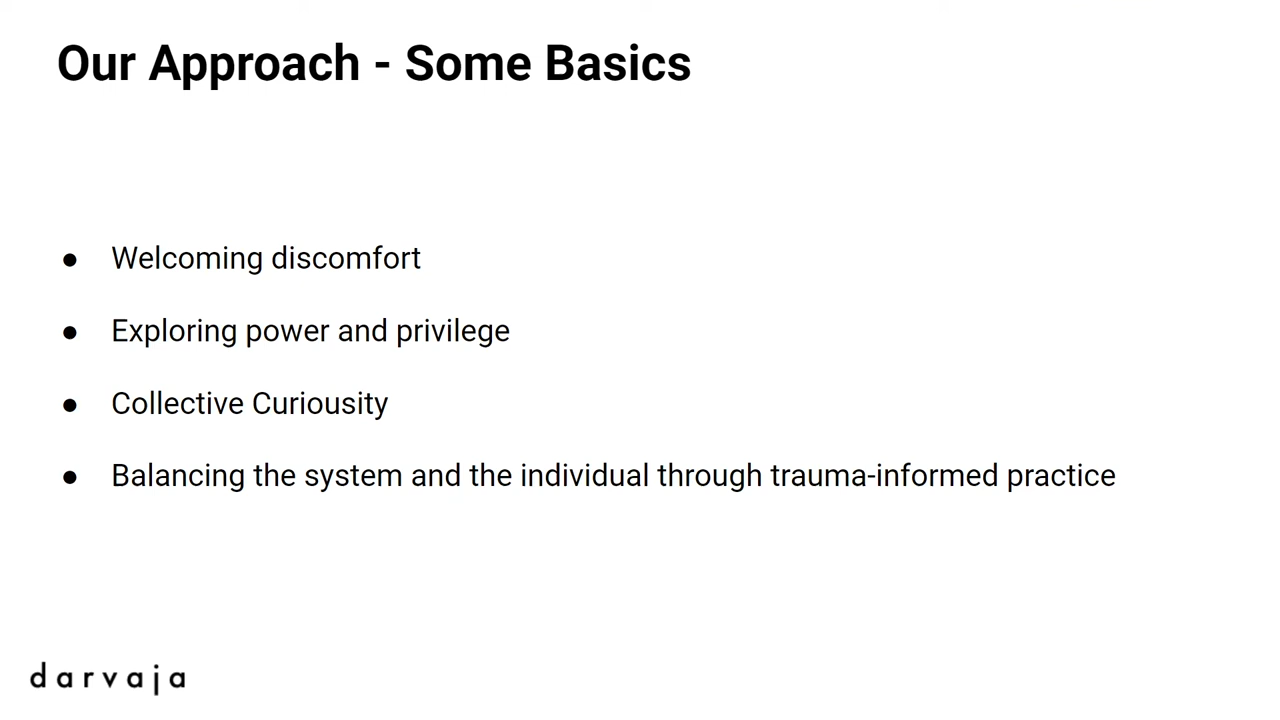 Our Approach - Some Basics
● Welcoming discomfort
● Exploring power and privilege
● Collective Curiousity
● Balancing the system and the individual through trauma-informed practice
darvaja